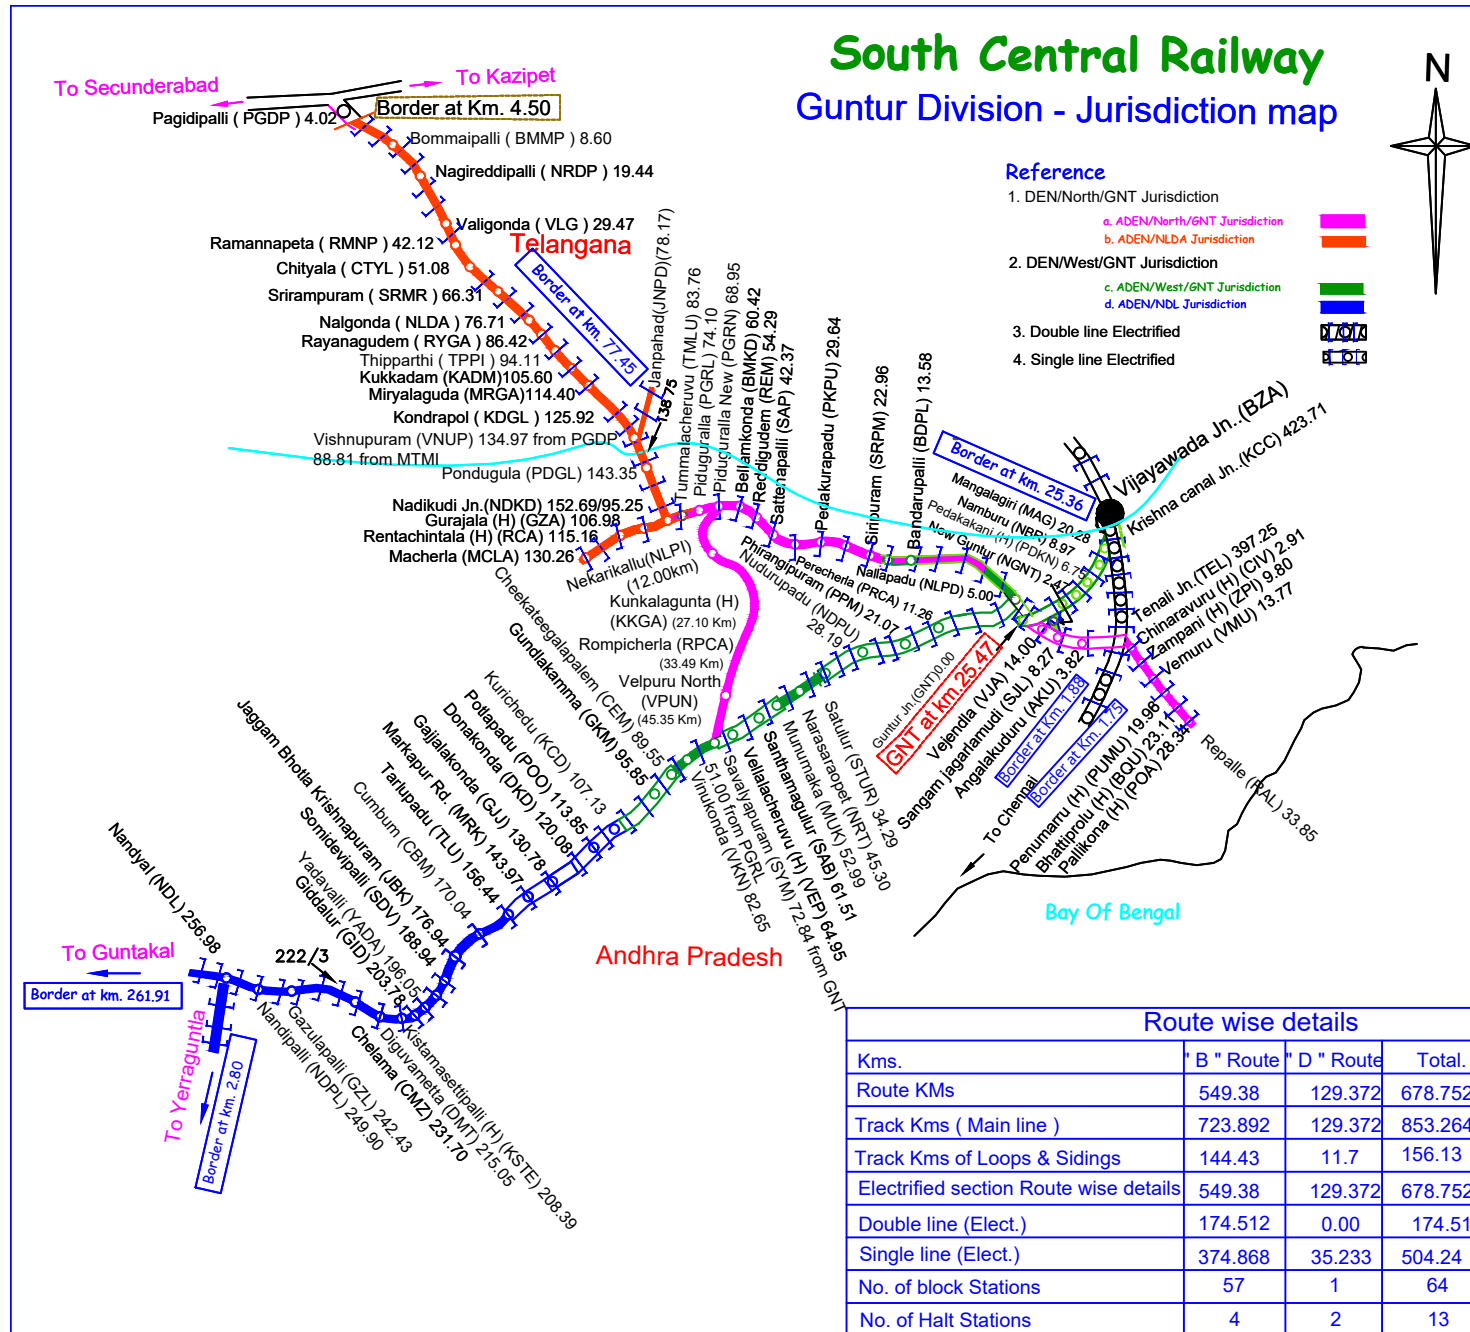 South Central Railway
Guntur Division - Jurisdiction map
N
To Secunderabad
To Kazipet
Border at Km. 4.50
Pagidipalli ( PGDP ) 4.02
Bommaipalli ( BMMP ) 8.60
Nagireddipalli ( NRDP ) 19.44
Valigonda ( VLG ) 29.47
Telangana
Ramannapeta ( RMNP ) 42.12
Chityala ( CTYL ) 51.08
Srirampuram ( SRMR ) 66.31
Nalgonda ( NLDA ) 76.71
Rayanagudem ( RYGA ) 86.42
Thipparthi ( TPPI ) 94.11
Kukkadam (KADM)105.60
Miryalaguda (MRGA)114.40
Kondrapol ( KDGL ) 125.92
Vishnupuram (VNUP) 134.97 from PGDP
88.81 from MTMI
Pondugula (PDGL) 143.35
Nadikudi Jn.(NDKD) 152.69/95.25
Gurajala (H) (GZA) 106.98
Rentachintala (H) (RCA) 115.16
Macherla (MCLA) 130.26
Border at km. 77.45
Janpahad(JNPD)(78.17)
138.75
Reference
1. DEN/North/GNT Jurisdiction
a. ADEN/North/GNT Jurisdiction
b. ADEN/NLDA Jurisdiction
2. DEN/West/GNT Jurisdiction
c. ADEN/West/GNT Jurisdiction
d. ADEN/NDL Jurisdiction
3. Double line Electrified
4. Single line Electrified
Tummalacheruvu (TMLU) 83.76
Piduguralla (PGRL) 74.10
Piduguralla New (PGRN) 68.95
Bellamkonda (BMKD) 60.42
Reddigudem (REM) 54.29
Sattenapalli (SAP) 42.37
Pedakurapadu (PKPU) 29.64
Siripuram (SRPM) 22.96
Bandarupalli (BDPL) 13.58
Border at km. 25.36
Vijayawada Jn..(BZA)
Krishna canal Jn..(KCC) 423.71
Mangalagiri (MAG) 20.28
Namburu (NBR) 8.97
Pedakakani (H) (PDKN) 6.75
New Guntur (NGNT) 2.47
Nallapadu (NLPD) 5.00
Perecherla (PRCA) 11.26
Phirangipuram (PPM) 21.07
Nudurupadu (NDPU)
28.19
Nekarikallu(NLPI)
(12.00km)
Kunkalagunta (H)
(KKGA) (27.10 Km)
Rompicherla (RPCA)
(33.49 Km)
Velpuru North
(VPUN)
(45.35 Km)
Tenali Jn.(TEL) 397.25
Chinaravuru (H) (CIV) 2.91
Zampani (H) (ZPI) 9.80
Vemuru (VMU) 13.77
Guntur Jn.(GNT)0.00
GNT at km.25.47
Vejendla (VJA) 14.00
Sangam jagarlamudi (SJL) 8.27
Angalakuduru (AKU) 3.82
Border at Km. 1.88
Border at Km. 1.75
To Chennai
Penumarru (H) (PUMU) 19.96
Bhattiprolu (H) (BQU) 23.11
Pallikona (H) (POA) 28.34
Repalle (RAL) 33.85
Bay Of Bengal
Satulur (STUR) 34.29
Narasaraopet (NRT) 45.30
Munumaka (MUK) 52.99
Santhamagulur (SAB) 61.51
Vellalacheruvu (H) (VEP) 64.95
Savalyapuram (SYM) 72.84 from GNT
51.00 from PGRL
Vinukonda (VKN) 82.65
Cheekateegalapalem (CEM) 89.55
Gundlakamma (GKM) 95.85
Kurichedu (KCD) 107.13
Potlapadu (POO) 113.85
Donakonda (DKD) 120.08
Gajjalakonda (GJJ) 130.78
Markapur Rd. (MRK) 143.97
Tarlupadu (TLU) 156.44
Cumbum (CBM) 170.04
Jaggam Bhotla Krishnapuram (JBK) 176.94
Somidevipalli (SDV) 188.94
Yadavalli (YADA) 196.05
Giddalur (GID) 203.78
Kistamasettipalli (H) (KSTE) 208.39
Diguvametta (DMT) 215.05
222/3
Chelama (CMZ) 231.70
Gazulapalli (GZL) 242.43
Nandipalli (NDPL) 249.90
Nandyal (NDL) 256.98
To Guntakal
Border at km. 261.91
To Yerraguntla
Border at km. 2.80
Andhra Pradesh
Route wise details
Kms. " B " Route " D " Route Total.
Route KMs 549.38 129.372 678.752
Track Kms ( Main line ) 723.892 129.372 853.264
Track Kms of Loops & Sidings 144.43 11.7 156.13
Electrified section Route wise details 549.38 129.372 678.752
Double line (Elect.) 174.512 0.00 174.51
Single line (Elect.) 374.868 35.233 504.24
No. of block Stations 57 1 64
No. of Halt Stations 4 2 13